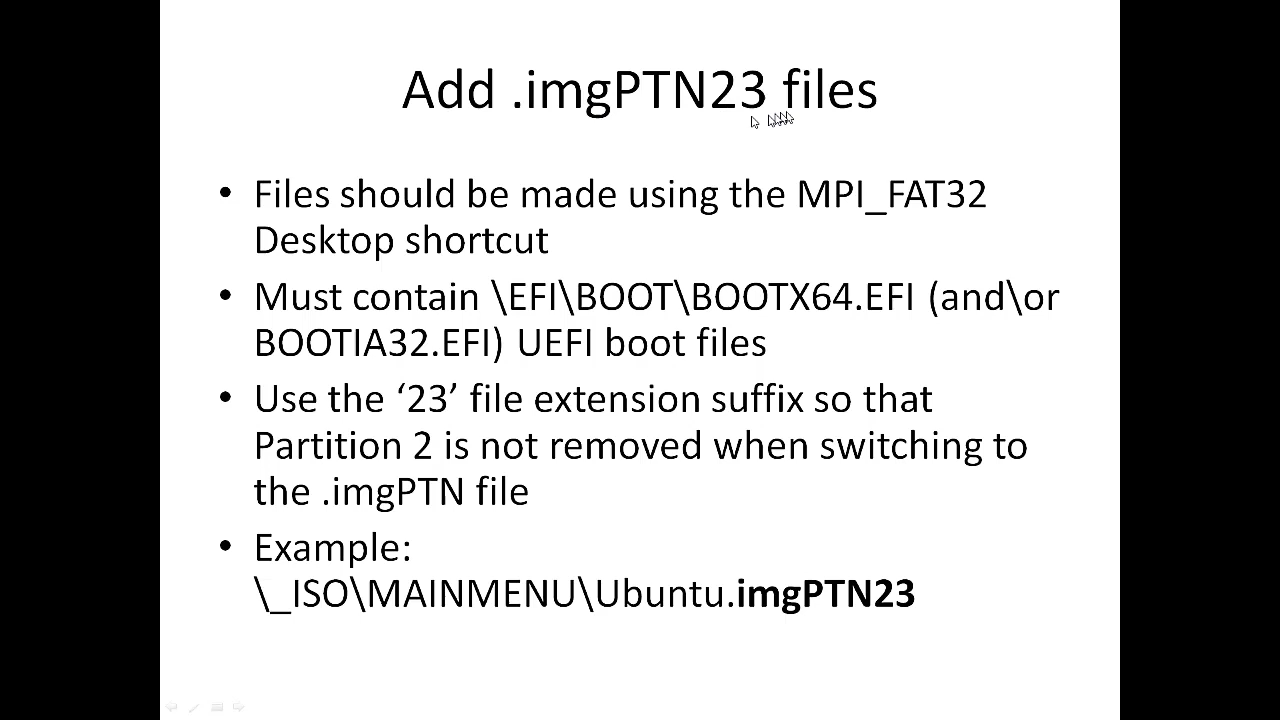 Add .imgPTN23 files
• Files should be made using the MPI_FAT32
Desktop shortcut
• Must contain \EFI\BOOT\BOOTX64.EFI (and\or
BOOTIA32.EFI) UEFI boot files
• Use the ‘23’ file extension suffix so that
Partition 2 is not removed when switching to
the .imgPTN file
• Example:
\_ISO\MAINMENU\Ubuntu.imgPTN23